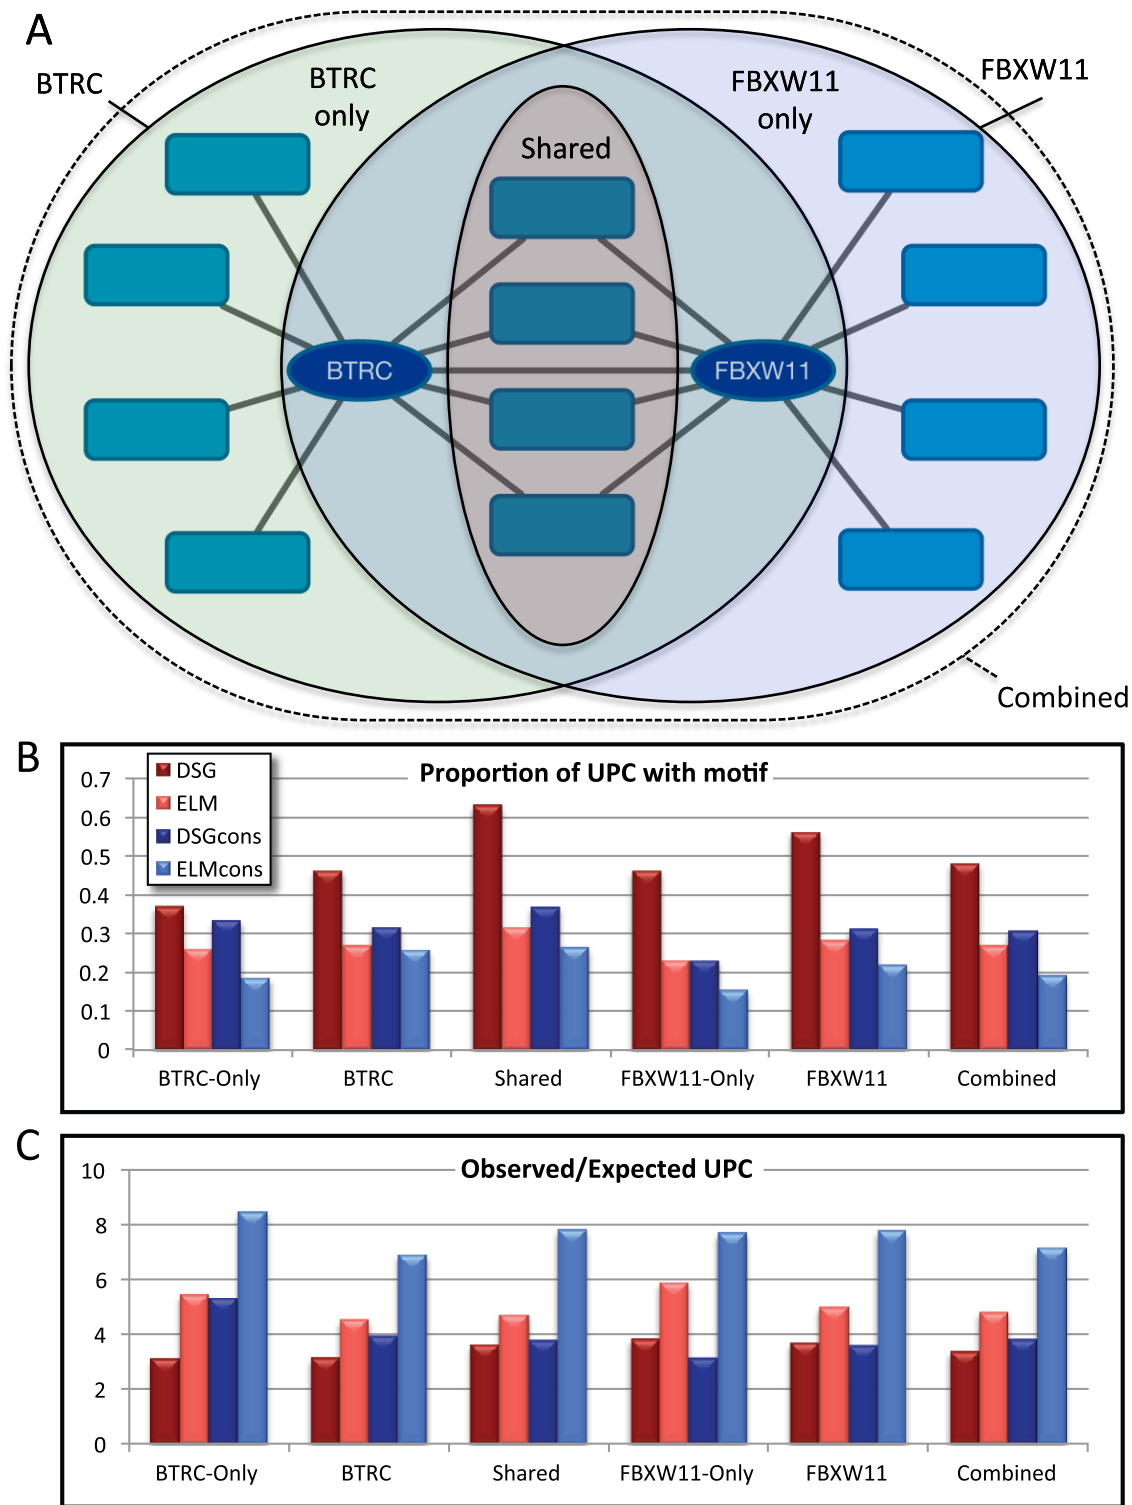 A
BTRC
BTRC
only
FBXW11
only
FBXW11
Shared
BTRC
FBXW11
Combined
B
Proportion of UPC with motif
DSG
ELM
DSGcons
ELMcons
0.7
0.6
0.5
0.4
0.3
0.2
0.1
0
BTRC-Only
BTRC
Shared
FBXW11-Only
FBXW11
Combined
C
Observed/Expected UPC
10
8
6
4
2
0
BTRC-Only
BTRC
Shared
FBXW11-Only
FBXW11
Combined